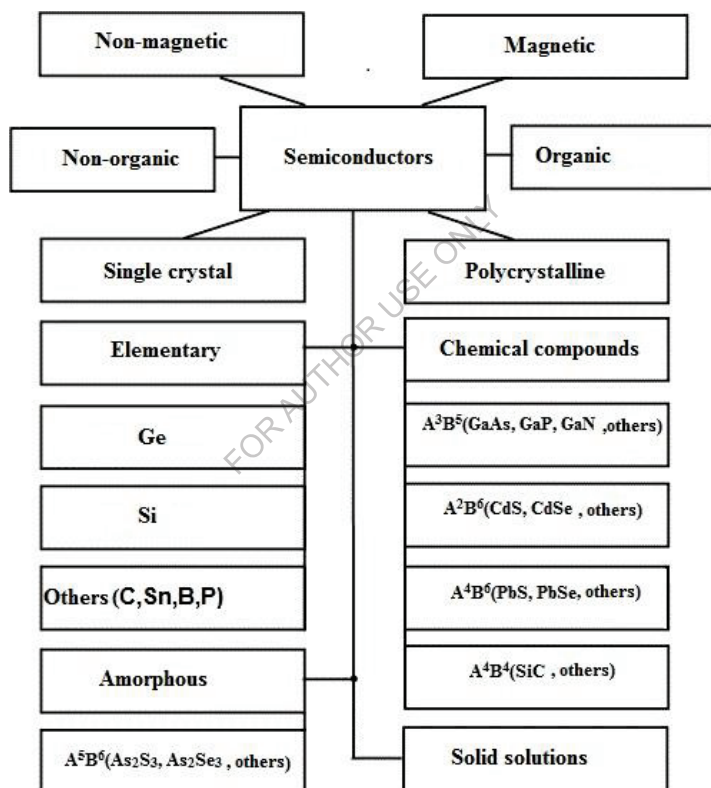 Non-magnetic
Magnetic
Non-organic
Semiconductors
Organic
Single crystal
Polycrystalline
Elementary
Chemical compounds
Ge
A³B⁵(GaAs, GaP, GaN ,others)
Si
A²B⁶(CdS, CdSe , others)
Others (C,Sn,B,P)
A⁴B⁶(PbS, PbSe, others)
Amorphous
A⁴B⁴(SiC , others)
A⁵B⁶(As₂S₃, As₂Se₃ , others)
Solid solutions
FOR AUTHOR USE ONLY